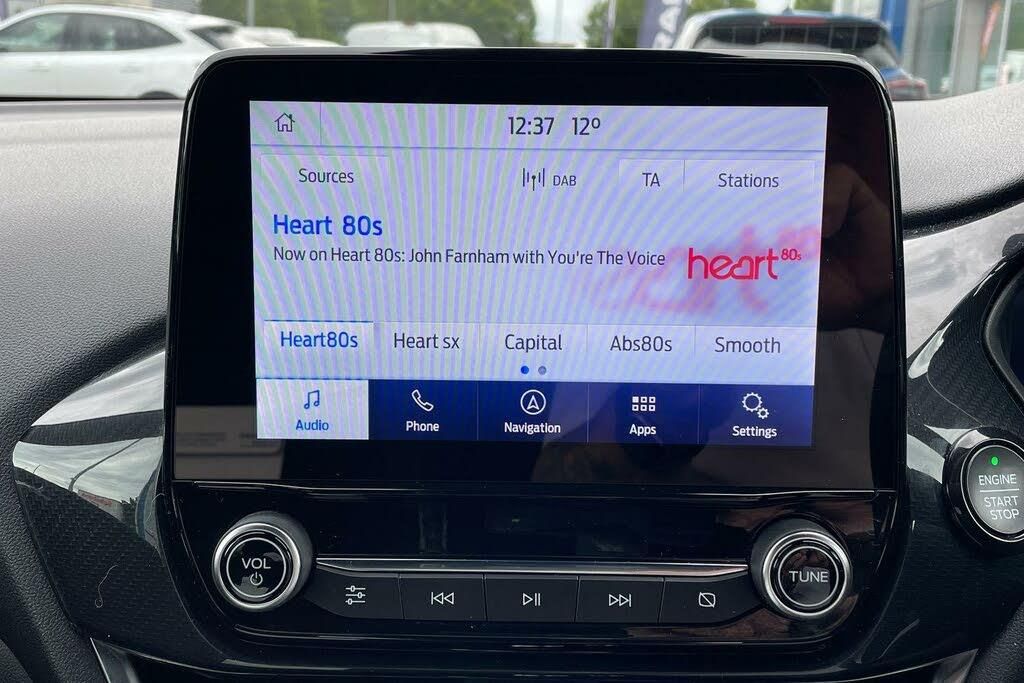 12:37 12°
Sources DAB TA Stations
Heart 80s
Now on Heart 80s: John Farnham with You're The Voice
heart 80s
Heart80s Heart sx Capital Abs80s Smooth
Audio Phone Navigation Apps Settings
ENGINE
START
STOP
VOL
TUNE